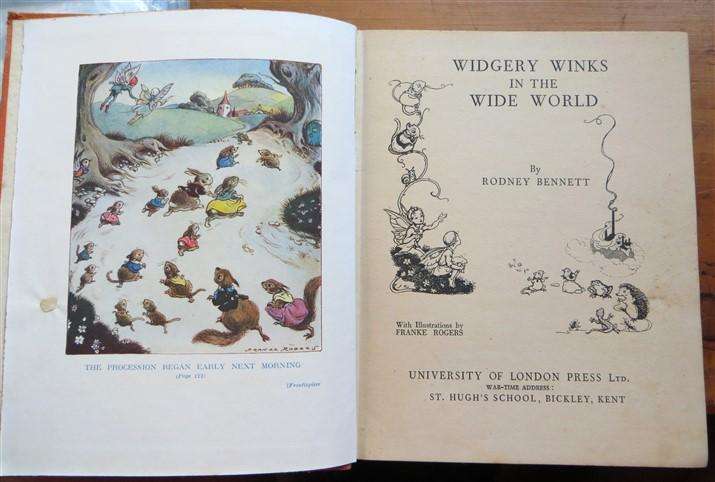 FRANKE ROGERS
THE PROCESSION BEGAN EARLY NEXT MORNING
(Page 171)
[Frontispiece
WIDGERY WINKS
IN THE
WIDE WORLD
By
RODNEY BENNETT
With Illustrations by
FRANKE ROGERS
UNIVERSITY OF LONDON PRESS LTD.
WAR-TIME ADDRESS:
ST. HUGH'S SCHOOL, BICKLEY, KENT